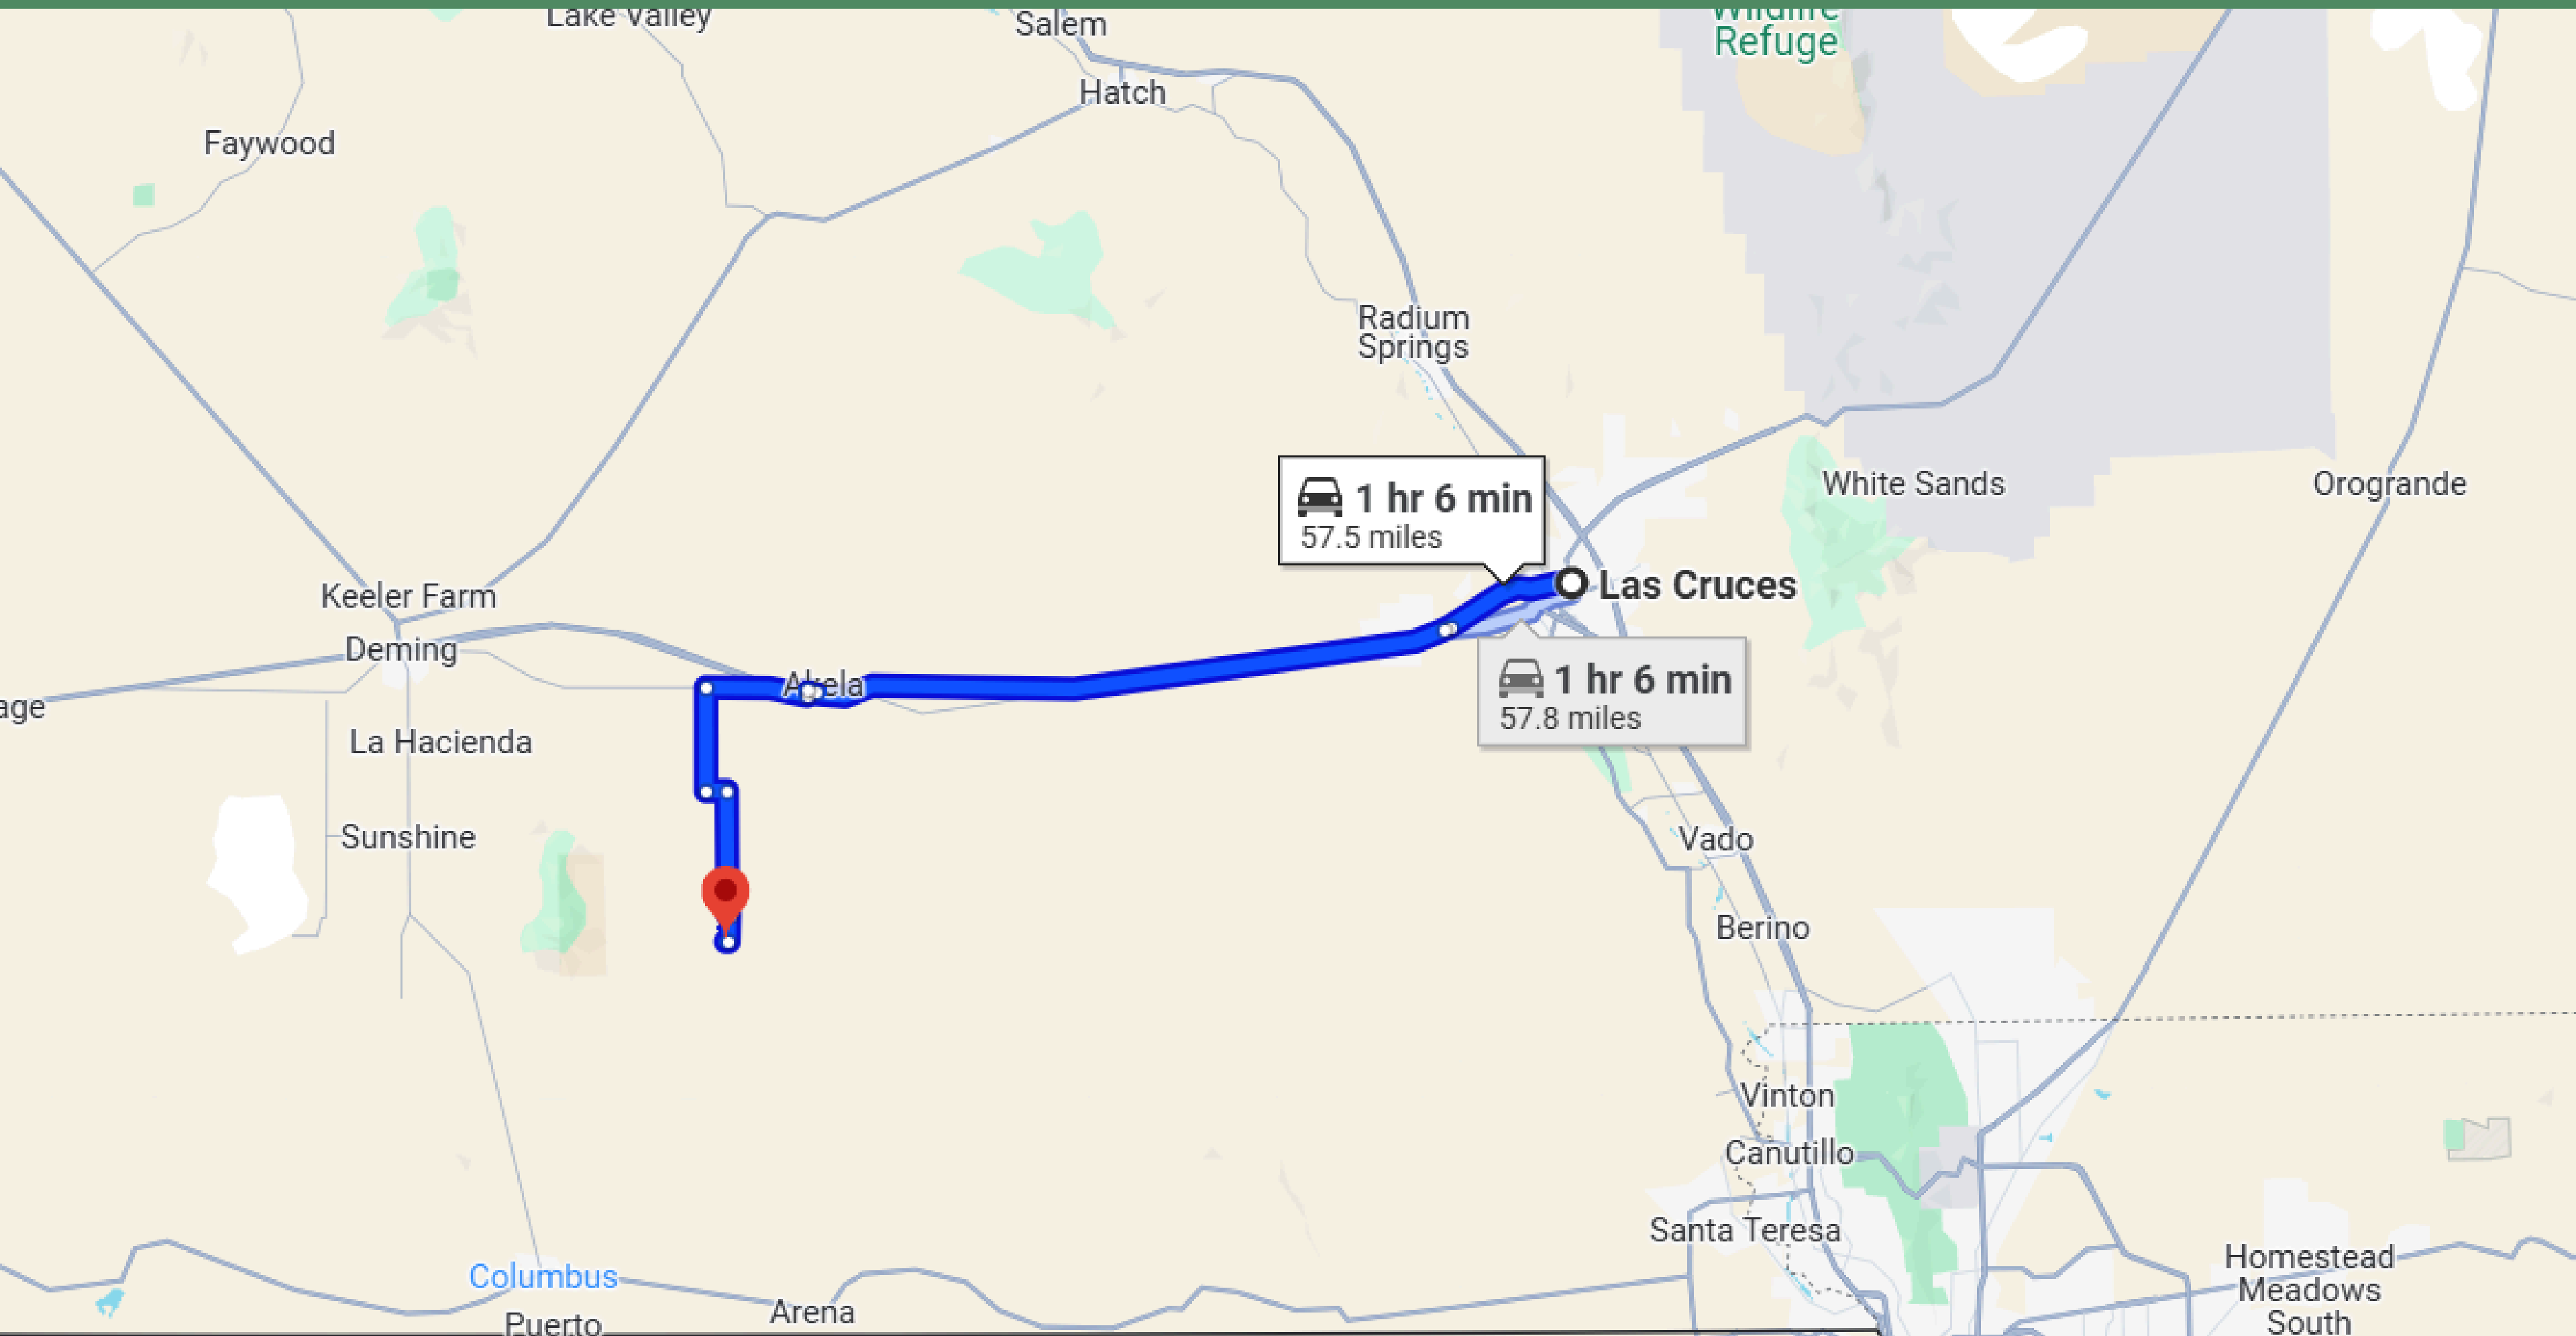 Lake Valley
Salem
Wildlife
Refuge
Hatch
Faywood
Radium
Springs
1 hr 6 min
57.5 miles
White Sands
Orogrande
Las Cruces
Keeler Farm
Deming
Akela
1 hr 6 min
57.8 miles
age
La Hacienda
Sunshine
Vado
Berino
Vinton
Canutillo
Santa Teresa
Homestead
Meadows
South
Columbus
Puerto
Arena